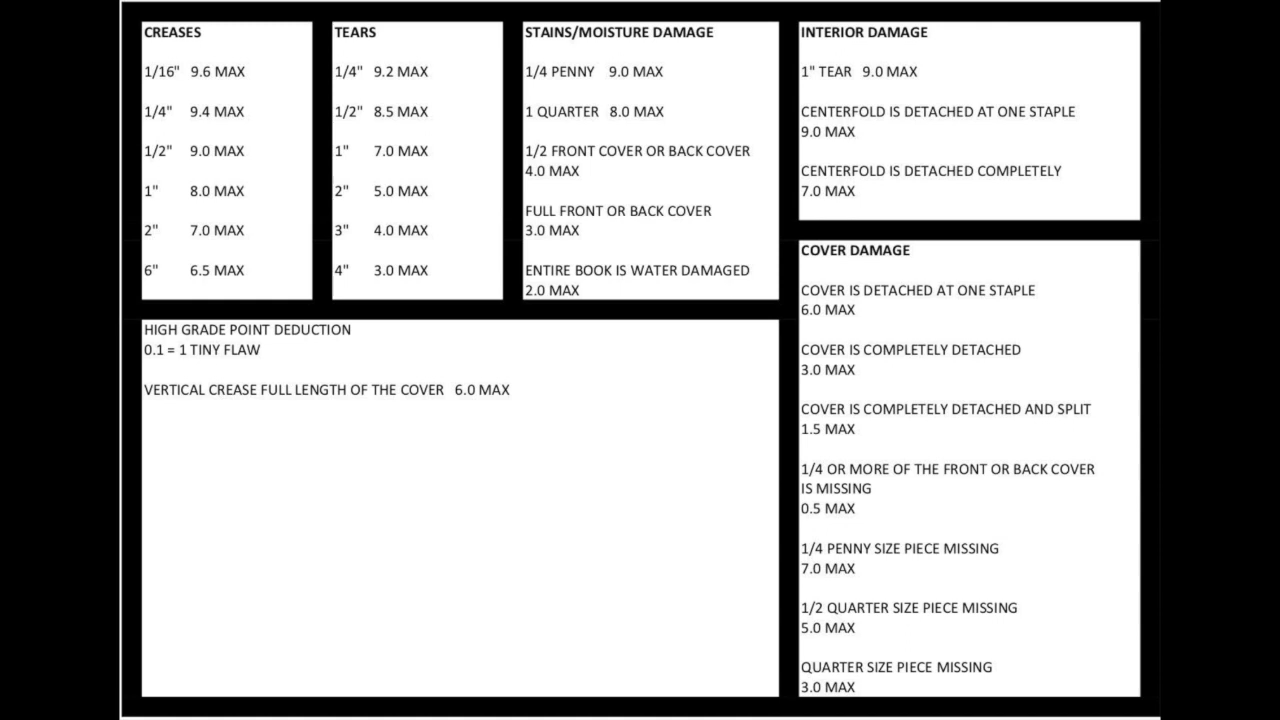 CREASES
1/16" 9.6 MAX
1/4" 9.4 MAX
1/2" 9.0 MAX
1" 8.0 MAX
2" 7.0 MAX
6" 6.5 MAX
TEARS
1/4" 9.2 MAX
1/2" 8.5 MAX
1" 7.0 MAX
2" 5.0 MAX
3" 4.0 MAX
4" 3.0 MAX
STAINS/MOISTURE DAMAGE
1/4 PENNY 9.0 MAX
1 QUARTER 8.0 MAX
1/2 FRONT COVER OR BACK COVER
4.0 MAX
FULL FRONT OR BACK COVER
3.0 MAX
ENTIRE BOOK IS WATER DAMAGED
2.0 MAX
INTERIOR DAMAGE
1" TEAR 9.0 MAX
CENTERFOLD IS DETACHED AT ONE STAPLE
9.0 MAX
CENTERFOLD IS DETACHED COMPLETELY
7.0 MAX
HIGH GRADE POINT DEDUCTION
0.1 = 1 TINY FLAW
VERTICAL CREASE FULL LENGTH OF THE COVER 6.0 MAX
COVER DAMAGE
COVER IS DETACHED AT ONE STAPLE
6.0 MAX
COVER IS COMPLETELY DETACHED
3.0 MAX
COVER IS COMPLETELY DETACHED AND SPLIT
1.5 MAX
1/4 OR MORE OF THE FRONT OR BACK COVER
IS MISSING
0.5 MAX
1/4 PENNY SIZE PIECE MISSING
7.0 MAX
1/2 QUARTER SIZE PIECE MISSING
5.0 MAX
QUARTER SIZE PIECE MISSING
3.0 MAX